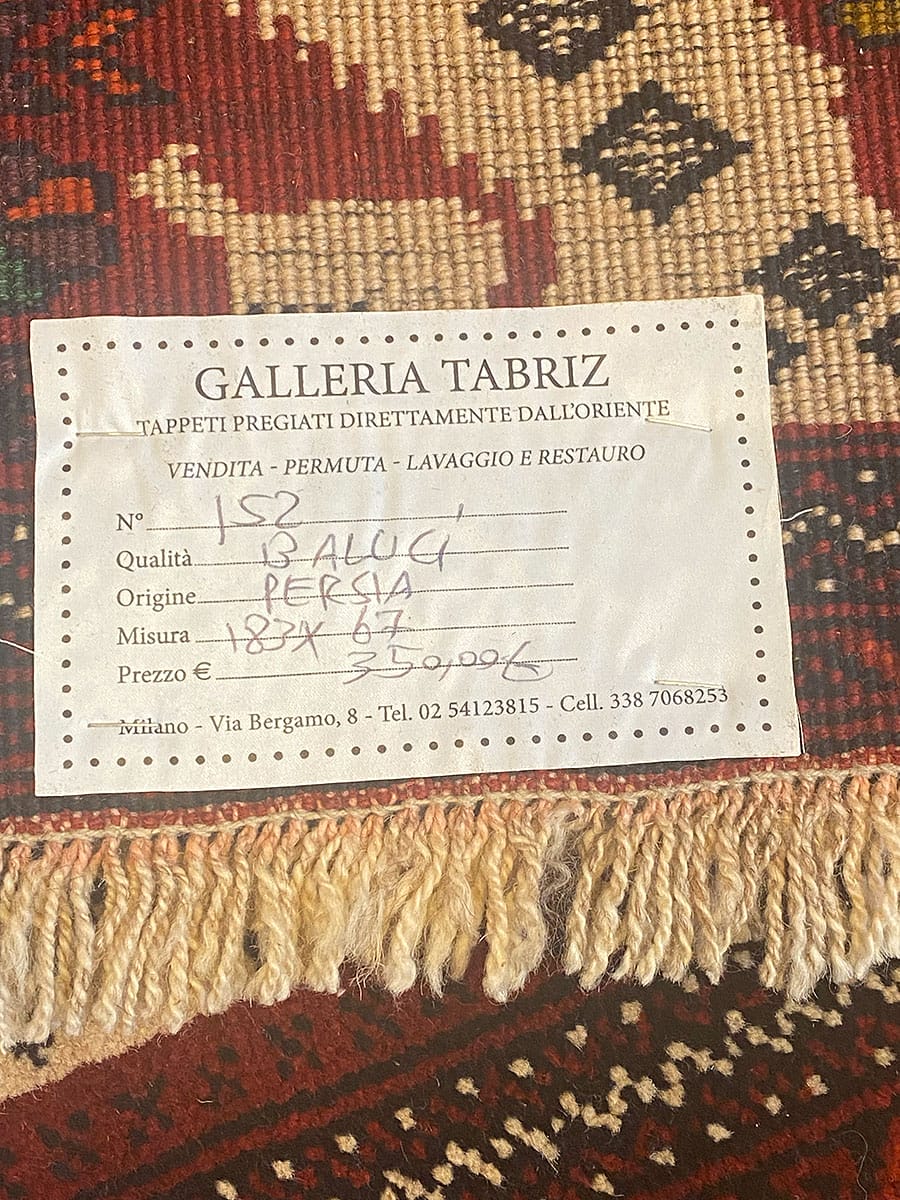 GALLERIA TABRIZ
TAPPETI PREGIATI DIRETTAMENTE DALL'ORIENTE
VENDITA - PERMUTA - LAVAGGIO E RESTAURO
N° 152
Qualità BALUCI
Origine PERSIA
Misura 183X 67
Prezzo € 350,00€
Milano - Via Bergamo, 8 - Tel. 02 54123815 - Cell. 338 7068253